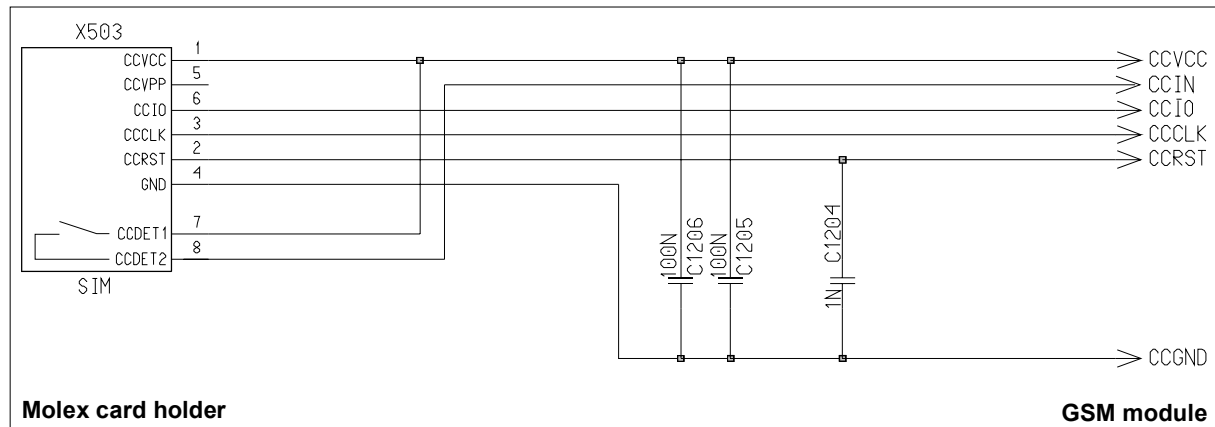 X503
CCVCC 1 CCVCC
CCVPP 5 CCIN
CCIO 6 CCIO
CCCLK 3 CCCLK
CCRST 2 CCRST
GND 4
CCDET1 7
CCDET2 8
SIM
100N C1206
100N C1205
1N C1204
CCGND
Molex card holder
GSM module